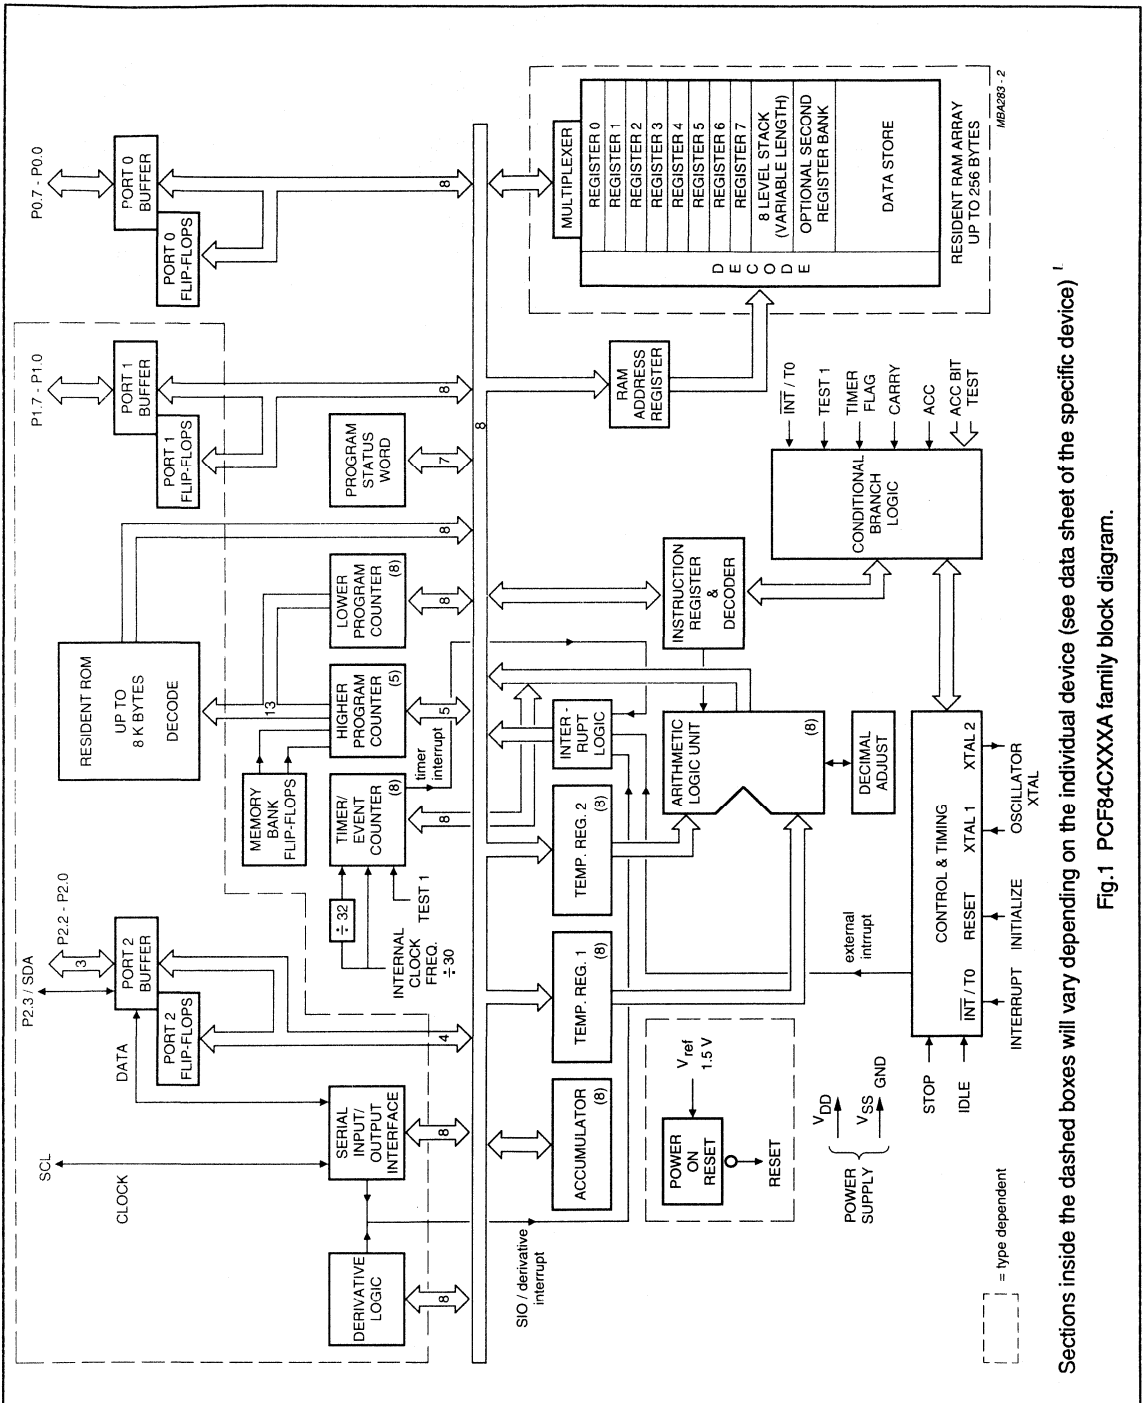 SCL
CLOCK
DATA
P2.3 / SDA
P2.2 - P2.0
3
PORT 2
BUFFER
PORT 2
FLIP-FLOPS
4
DERIVATIVE
LOGIC
8
SERIAL
INPUT/
OUTPUT
INTERFACE
8
SIO / derivative
interrupt
RESIDENT ROM
UP TO
8 K BYTES
DECODE
13
8
MEMORY
BANK
FLIP-FLOPS
HIGHER
PROGRAM
COUNTER
(5)
5
LOWER
PROGRAM
COUNTER
(8)
8
÷ 32
INTERNAL
CLOCK
FREQ.
÷30
TEST 1
TIMER/
EVENT
COUNTER
(8)
timer
interrupt
8
PROGRAM
STATUS
WORD
7
P1.7 - P1.0
PORT 1
BUFFER
PORT 1
FLIP-FLOPS
8
P0.7 - P0.0
PORT 0
BUFFER
PORT 0
FLIP-FLOPS
8
8
ACCUMULATOR
(8)
TEMP. REG. 1
(8)
TEMP. REG. 2
(8)
INTER-
RUPT
LOGIC
ARITHMETIC
LOGIC UNIT
(8)
DECIMAL
ADJUST
INSTRUCTION
REGISTER
&
DECODER
RAM
ADDRESS
REGISTER
MULTIPLEXER
REGISTER 0
REGISTER 1
REGISTER 2
REGISTER 3
REGISTER 4
REGISTER 5
REGISTER 6
REGISTER 7
8 LEVEL STACK
(VARIABLE LENGTH)
OPTIONAL SECOND
REGISTER BANK
DATA STORE
DECODE
RESIDENT RAM ARRAY
UP TO 256 BYTES
MBA283 - 2
POWER
ON
RESET
Vref
1.5 V
RESET
POWER
SUPPLY
VDD
VSS
GND
external
intrrupt
CONTROL & TIMING
INT / T0
RESET
XTAL 1
XTAL 2
STOP
IDLE
INTERRUPT
INITIALIZE
OSCILLATOR
XTAL
CONDITIONAL
BRANCH
LOGIC
INT / T0
TEST 1
TIMER
FLAG
CARRY
ACC
ACC BIT
TEST
= type dependent
Sections inside the dashed boxes will vary depending on the individual device (see data sheet of the specific device)
Fig.1 PCF84CXXXA family block diagram.